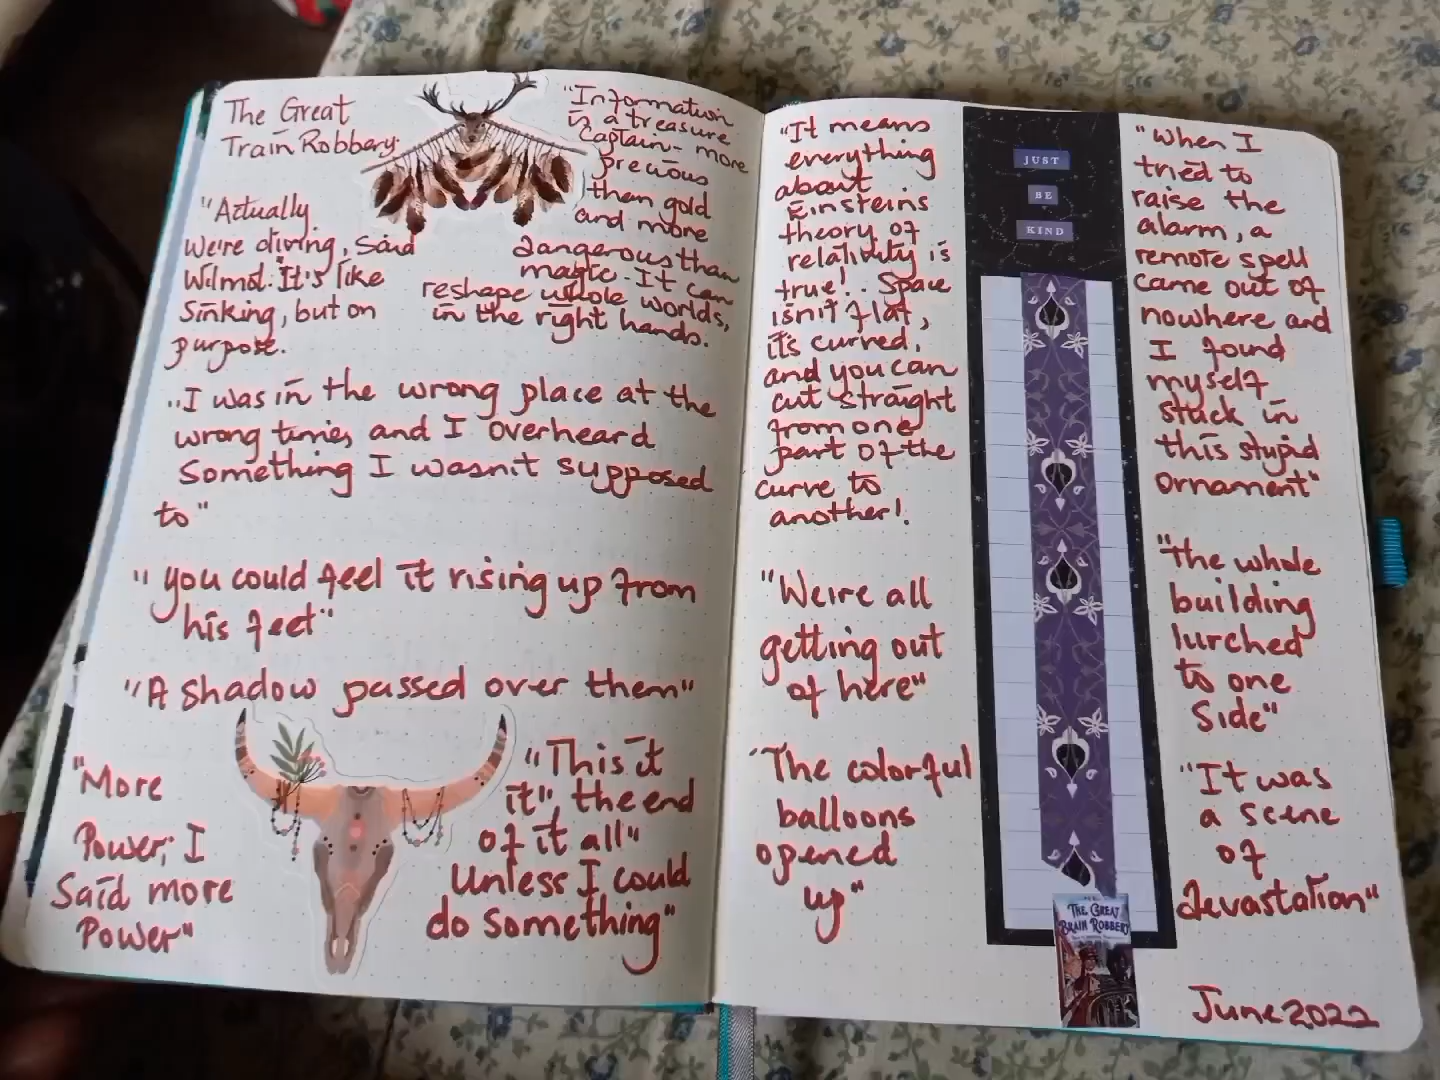 The Great
Train Robbery.
"Actually
We're diving, said
Wilmot. It's like
sinking, but on
purpose.
"Information
is a treasure
Captain - more
precious
than gold
and more
dangerous than
magic. It can
reshape whole worlds,
in the right hands.
"I was in the wrong place at the
wrong time, and I overheard
Something I wasn't supposed
to"
"you could feel it rising up from
his feet"
"A shadow passed over them"
"More
Power; I
Said more
Power"
"This it
it", the end
of it all"
Unless I could
do something"
"It means
everything
about
Einsteins
theory of
relativity is
true!.. Space
isn't flat,
it's curved,
and you can
cut straight
from one
part of the
curve to
another!.
"We're all
getting out
of here"
"The colorful
balloons
opened
up"
JUST
BE
KIND
THE GREAT
BRAIN ROBBERY
"When I
tried to
raise the
alarm, a
remote spell
came out of
nowhere and
I found
myself
stuck in
this stupid
ornament"
"the whole
building
lurched
to one
Side"
"It was
a scene
of
devastation"
June 2022